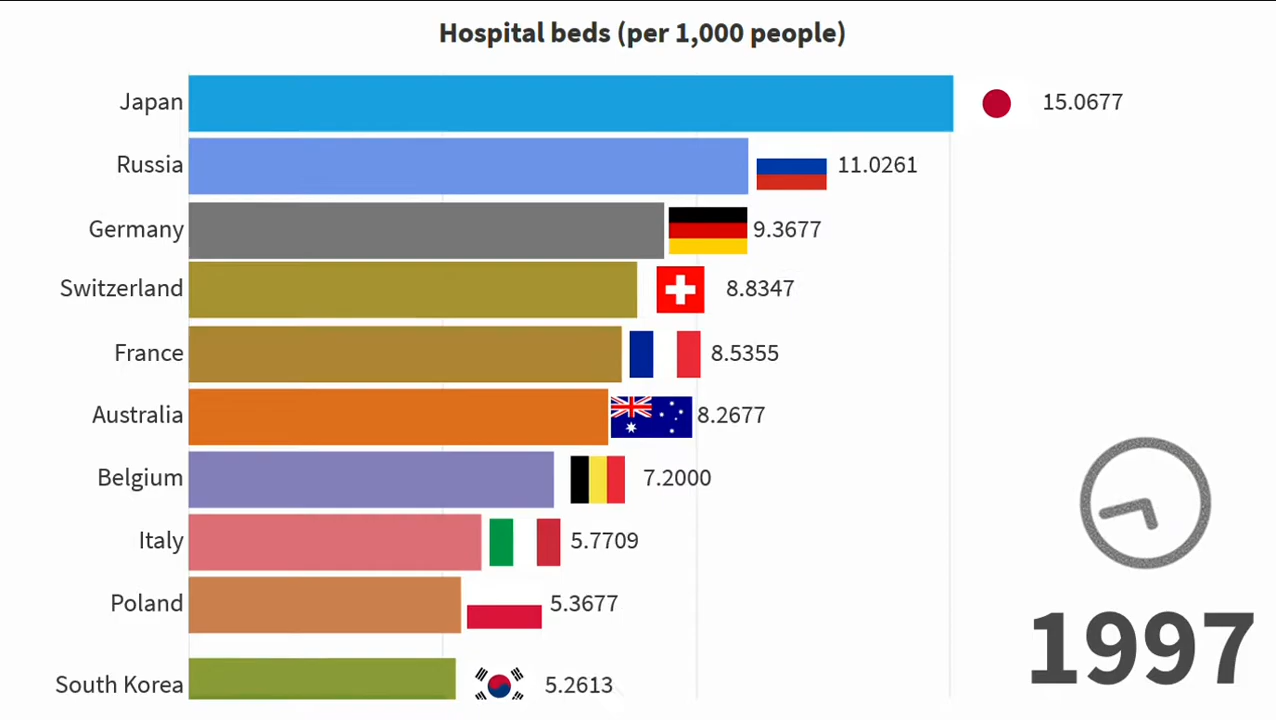 Hospital beds (per 1,000 people)
Japan 15.0677
Russia 11.0261
Germany 9.3677
Switzerland 8.8347
France 8.5355
Australia 8.2677
Belgium 7.2000
Italy 5.7709
Poland 5.3677
South Korea 5.2613
1997